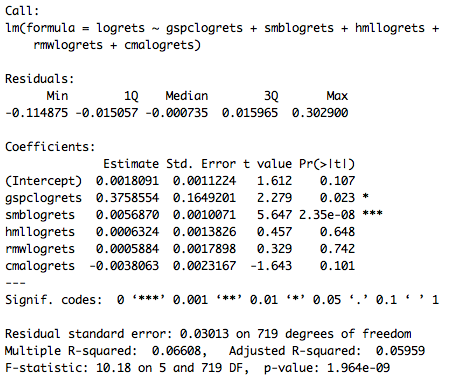 Call:
lm(formula = logrets ~ gspclogrets + smblogrets + hmllogrets +
    rmwlogrets + cmalogrets)

Residuals:
      Min        1Q    Median        3Q       Max
-0.114875 -0.015057 -0.000735  0.015965  0.302900

Coefficients:
              Estimate Std. Error t value Pr(>|t|)
(Intercept)  0.0018091  0.0011224   1.612    0.107
gspclogrets  0.3758554  0.1649201   2.279    0.023 *
smblogrets   0.0056870  0.0010071   5.647 2.35e-08 ***
hmllogrets   0.0006324  0.0013826   0.457    0.648
rmwlogrets   0.0005884  0.0017898   0.329    0.742
cmalogrets  -0.0038063  0.0023167  -1.643    0.101
---
Signif. codes:  0 ‘***’ 0.001 ‘**’ 0.01 ‘*’ 0.05 ‘.’ 0.1 ‘ ’ 1

Residual standard error: 0.03013 on 719 degrees of freedom
Multiple R-squared:  0.06608,	Adjusted R-squared:  0.05959
F-statistic: 10.18 on 5 and 719 DF,  p-value: 1.964e-09